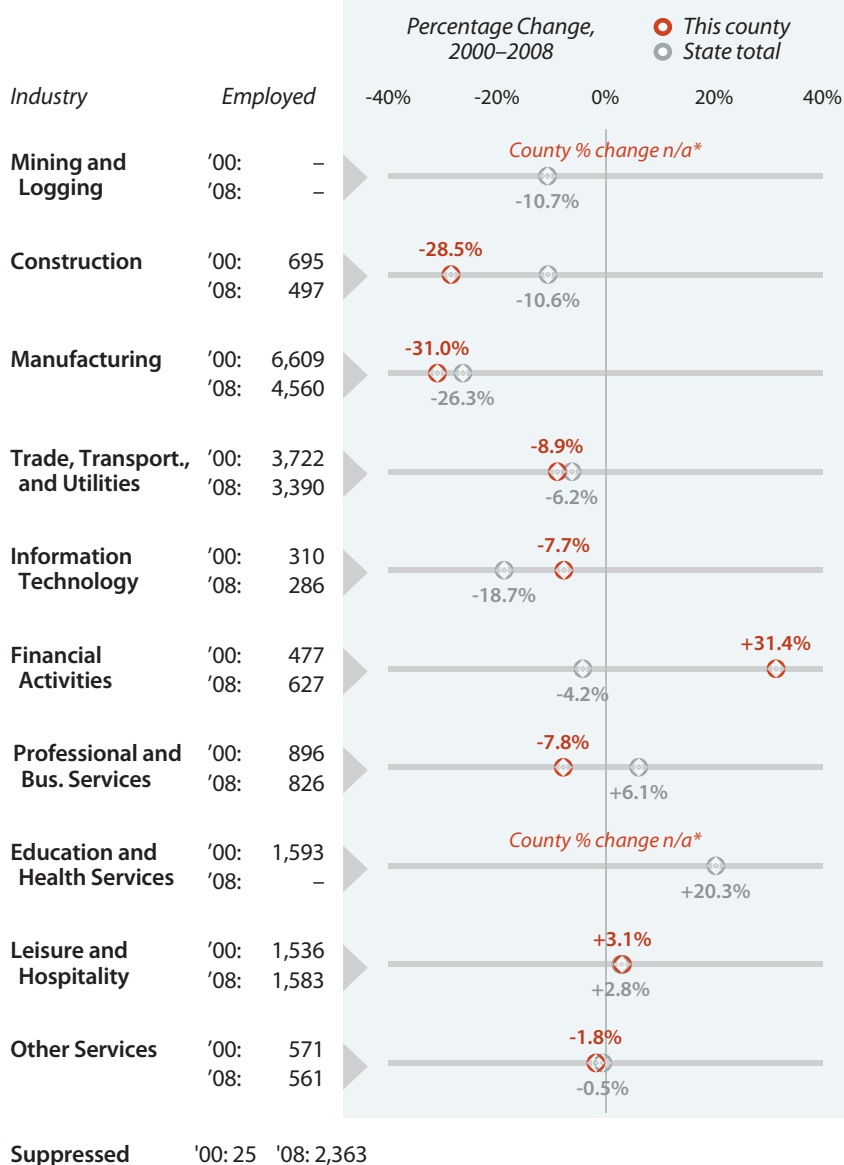 Percentage Change, 2000–2008
This county
State total
Industry Employed -40% -20% 0% 20% 40%
Mining and Logging
’00: –
’08: –
County % change n/a*
-10.7%
Construction
’00: 695
’08: 497
-28.5%
-10.6%
Manufacturing
’00: 6,609
’08: 4,560
-31.0%
-26.3%
Trade, Transport., and Utilities
’00: 3,722
’08: 3,390
-8.9%
-6.2%
Information Technology
’00: 310
’08: 286
-7.7%
-18.7%
Financial Activities
’00: 477
’08: 627
+31.4%
-4.2%
Professional and Bus. Services
’00: 896
’08: 826
-7.8%
+6.1%
Education and Health Services
’00: 1,593
’08: –
County % change n/a*
+20.3%
Leisure and Hospitality
’00: 1,536
’08: 1,583
+3.1%
+2.8%
Other Services
’00: 571
’08: 561
-1.8%
-0.5%
Suppressed '00: 25 '08: 2,363